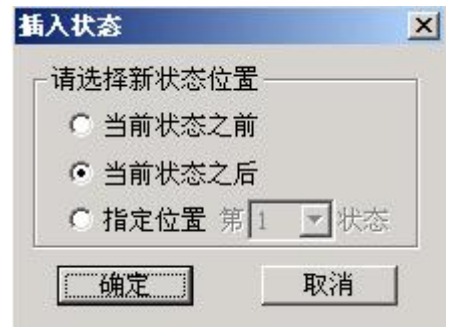 插入状态
请选择新状态位置
当前状态之前
当前状态之后
指定位置 第 1 状态
确定 取消